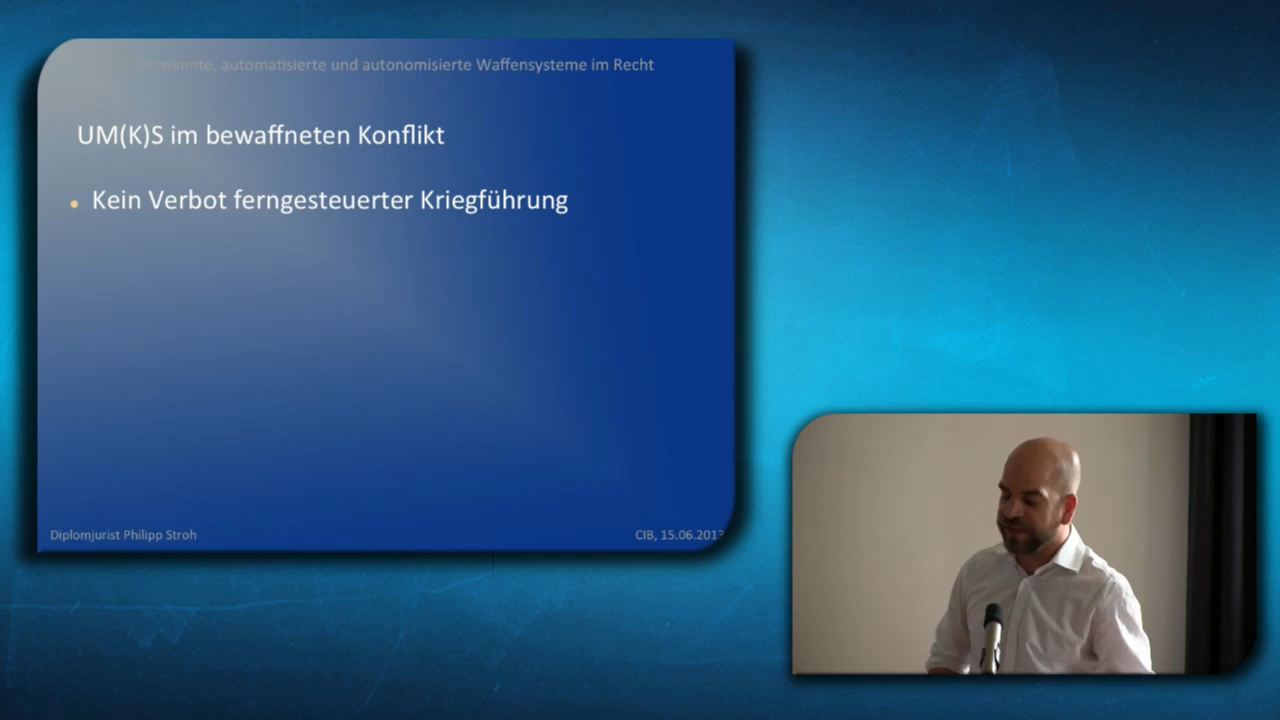 automatisierte und autonomisierte Waffensysteme im Recht
UM(K)S im bewaffneten Konflikt
• Kein Verbot ferngesteuerter Kriegführung
Diplomjurist Philipp Stroh
CIB, 15.06.2013